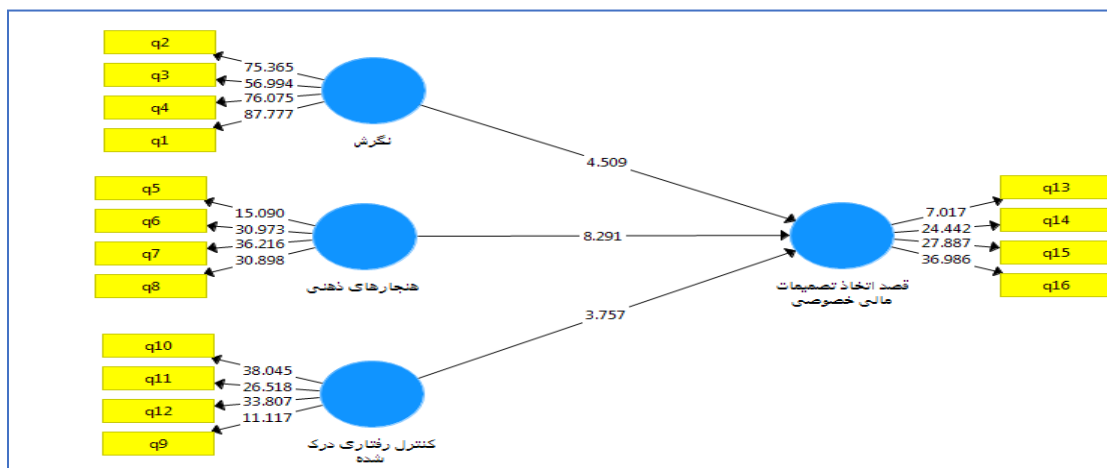 q2
q3
q4
q1
75.365
56.994
76.075
87.777
نگرش
4.509
q5
q6
q7
q8
15.090
30.973
36.216
30.898
هنجارهای ذهنی
8.291
q10
q11
q12
q9
38.045
26.518
33.807
11.117
کنترل رفتاری درک
شده
3.757
قصد اتخاذ تصمیمات
مالی خصوصی
7.017
24.442
27.887
36.986
q13
q14
q15
q16